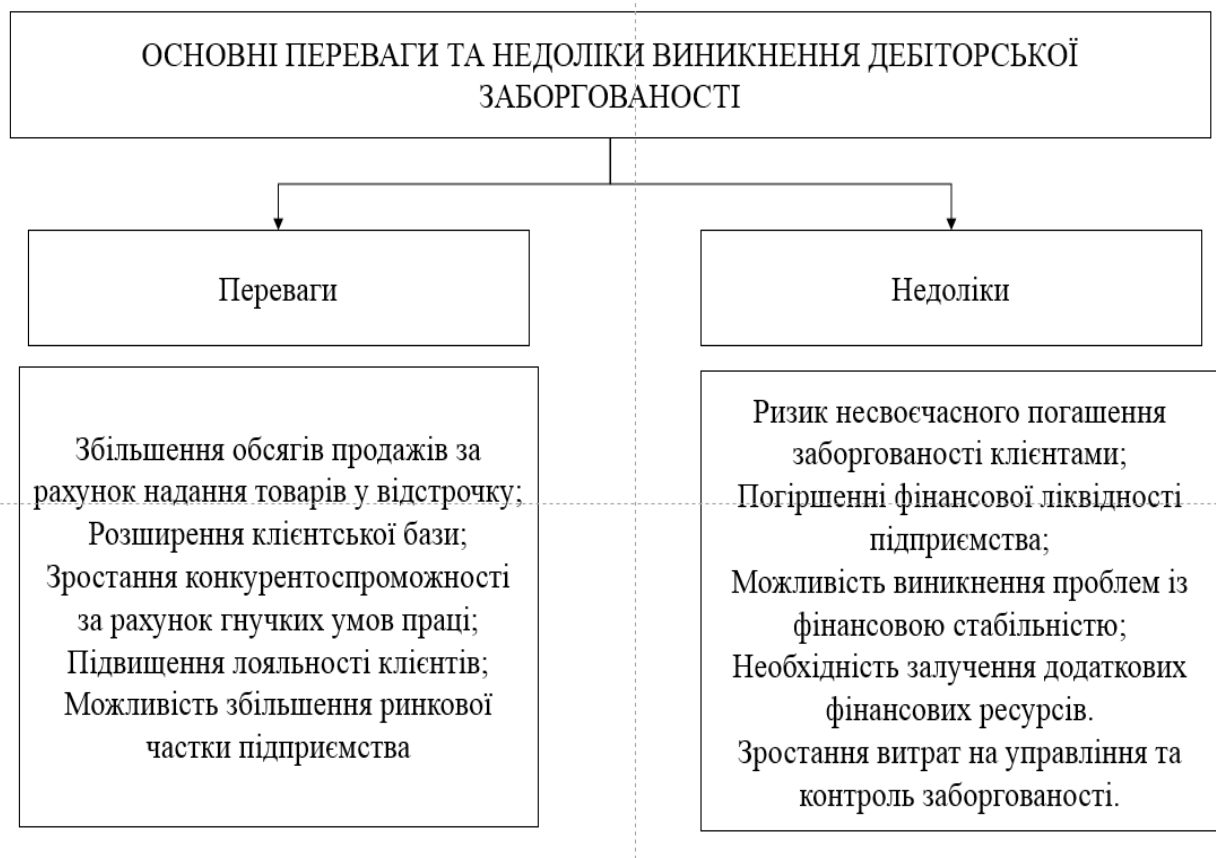 ОСНОВНІ ПЕРЕВАГИ ТА НЕДОЛІКИ ВИНИКНЕННЯ ДЕБІТОРСЬКОЇ
ЗАБОРГОВАНОСТІ
Переваги
Збільшення обсягів продажів за
рахунок надання товарів у відстрочку;
Розширення клієнтської бази;
Зростання конкурентоспроможності
за рахунок гнучких умов праці;
Підвищення лояльності клієнтів;
Можливість збільшення ринкової
частки підприємства
Недоліки
Ризик несвоєчасного погашення
заборгованості клієнтами;
Погіршенні фінансової ліквідності
підприємства;
Можливість виникнення проблем із
фінансовою стабільністю;
Необхідність залучення додаткових
фінансових ресурсів.
Зростання витрат на управління та
контроль заборгованості.